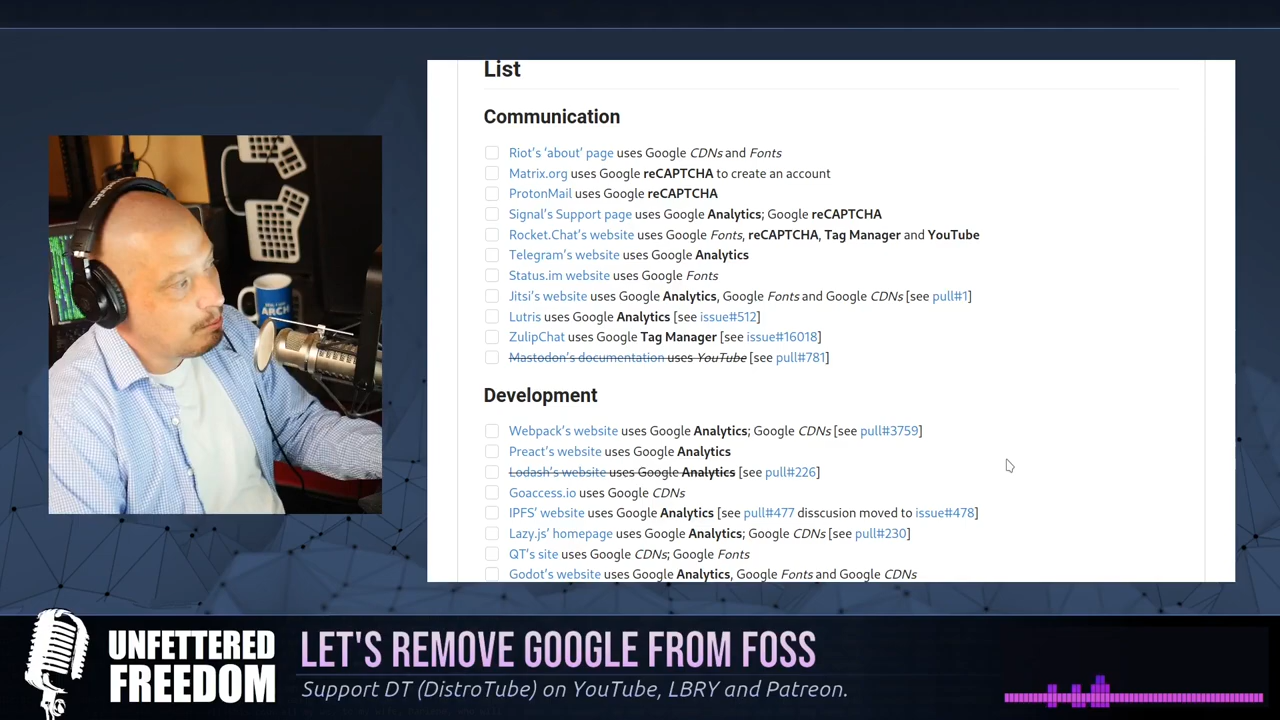 List
Communication
Riot's 'about' page uses Google CDNs and Fonts
Matrix.org uses Google reCAPTCHA to create an account
ProtonMail uses Google reCAPTCHA
Signal's Support page uses Google Analytics; Google reCAPTCHA
Rocket.Chat's website uses Google Fonts, reCAPTCHA, Tag Manager and YouTube
Telegram's website uses Google Analytics
Status.im website uses Google Fonts
Jitsi's website uses Google Analytics, Google Fonts and Google CDNs [see pull#1]
Lutris uses Google Analytics [see issue#512]
ZulipChat uses Google Tag Manager [see issue#16018]
Mastodon's documentation uses YouTube [see pull#781]
Development
Webpack's website uses Google Analytics; Google CDNs [see pull#3759]
Preact's website uses Google Analytics
Lodash's website uses Google Analytics [see pull#226]
Goaccess.io uses Google CDNs
IPFS' website uses Google Analytics [see pull#477 disscusion moved to issue#478]
Lazy.js' homepage uses Google Analytics; Google CDNs [see pull#230]
QT's site uses Google CDNs; Google Fonts
Godot's website uses Google Analytics, Google Fonts and Google CDNs
ARCH
UNFETTERED
FREEDOM
LET'S REMOVE GOOGLE FROM FOSS
Support DT (DistroTube) on YouTube, LBRY and Patreon.